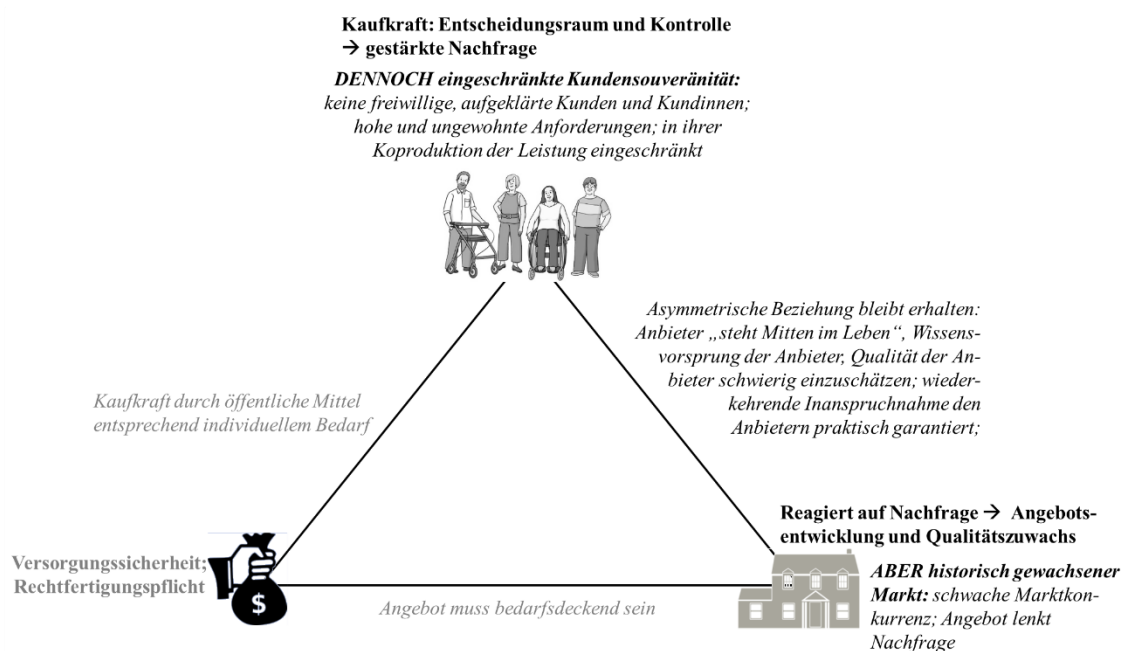 Kaufkraft: Entscheidungsraum und Kontrolle
→ gestärkte Nachfrage
DENNOCH eingeschränkte Kundensouveränität:
keine freiwillige, aufgeklärte Kunden und Kundinnen;
hohe und ungewohnte Anforderungen; in ihrer
Koproduktion der Leistung eingeschränkt
Asymmetrische Beziehung bleibt erhalten:
Anbieter „steht Mitten im Leben“, Wissens-
vorsprung der Anbieter, Qualität der An-
bieter schwierig einzuschätzen; wieder-
kehrende Inanspruchnahme den
Anbietern praktisch garantiert;
Kaufkraft durch öffentliche Mittel
entsprechend individuellem Bedarf
Reagiert auf Nachfrage → Angebots-
entwicklung und Qualitätszuwachs
ABER historisch gewachsener
Markt: schwache Marktkon-
kurrenz; Angebot lenkt
Nachfrage
Versorgungssicherheit;
Rechtfertigungspflicht
$
Angebot muss bedarfsdeckend sein